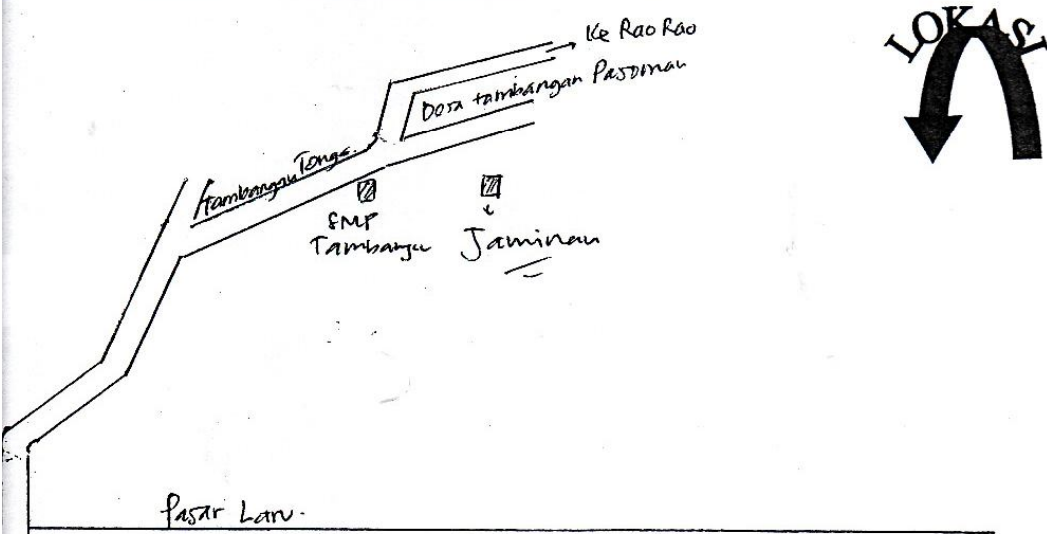 LOKASI
Ke Rao Rao
Desa tambangan Pasoman
Tambangan Tonga.
SMP
Tambangan
Jaminan
Pasar Laru.